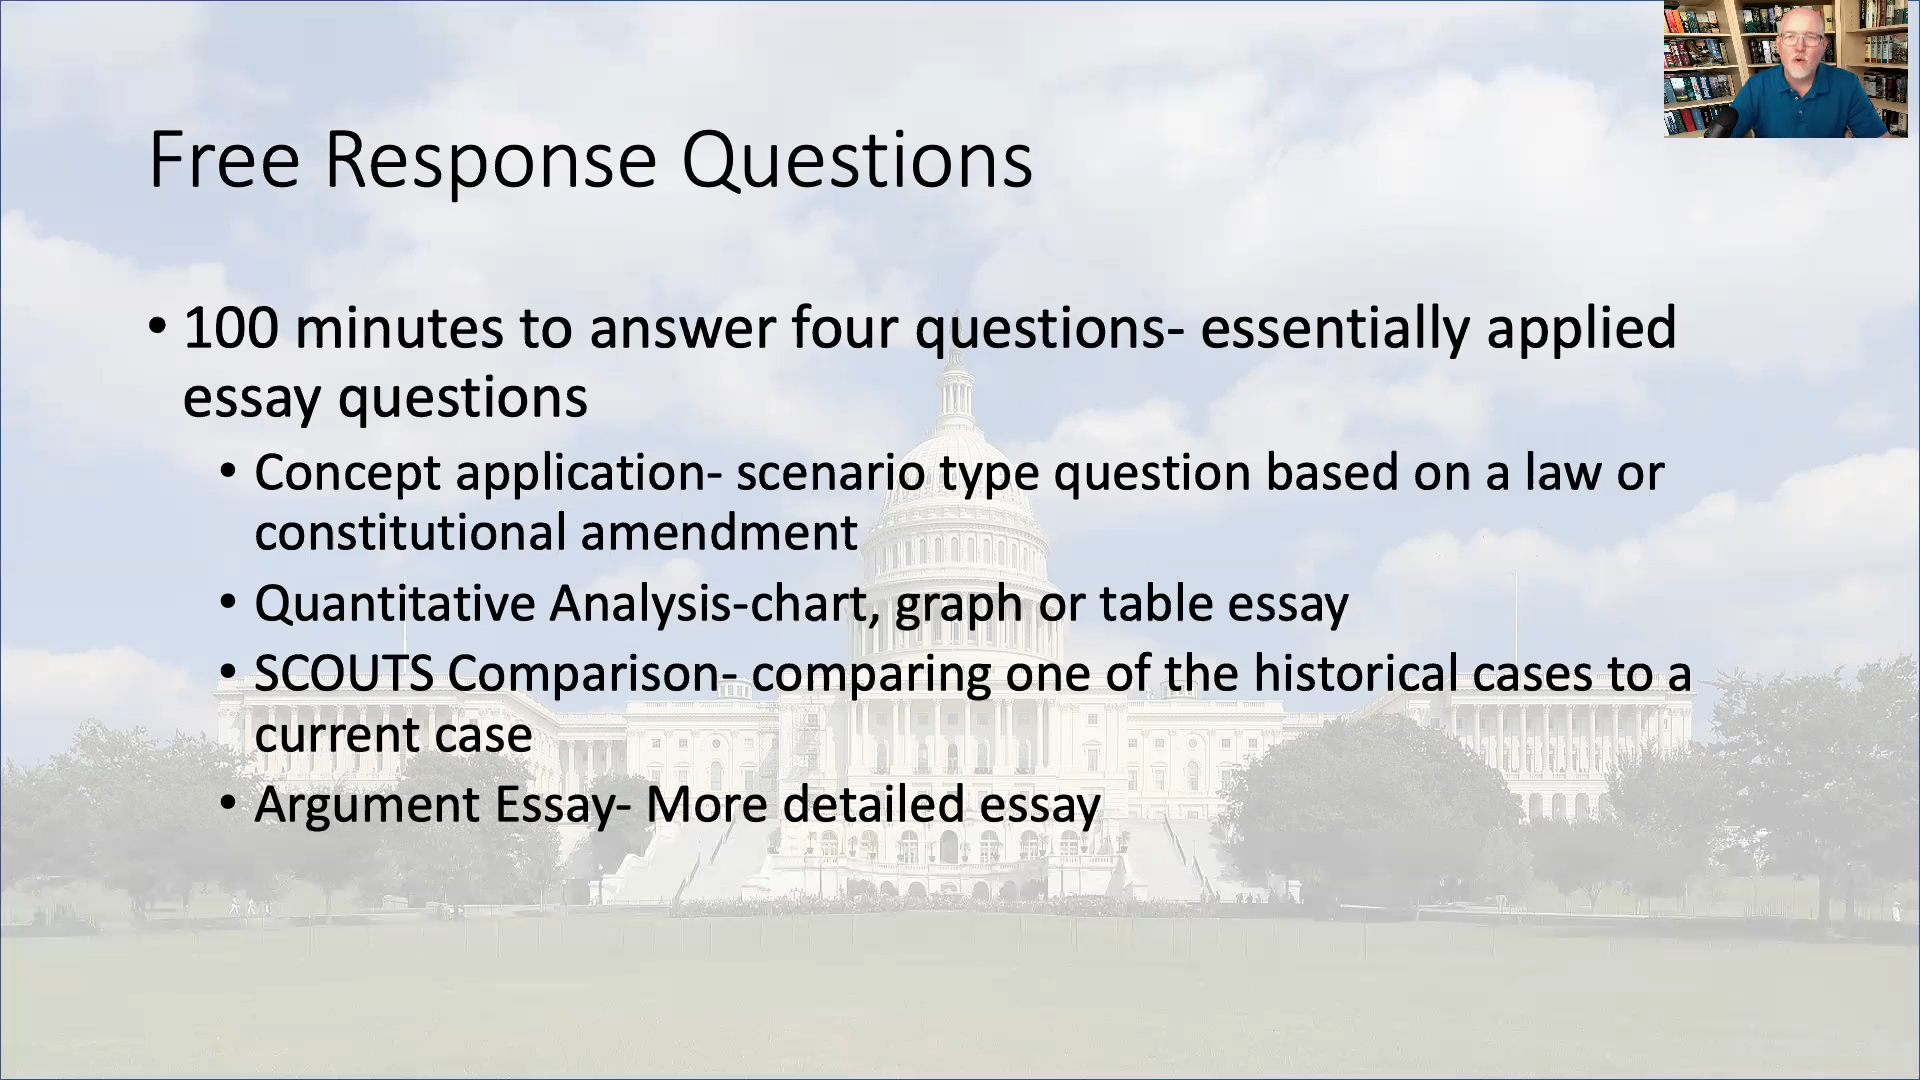 Free Response Questions
• 100 minutes to answer four questions- essentially applied
essay questions
• Concept application- scenario type question based on a law or
constitutional amendment
• Quantitative Analysis-chart, graph or table essay
• SCOUTS Comparison- comparing one of the historical cases to a
current case
• Argument Essay- More detailed essay